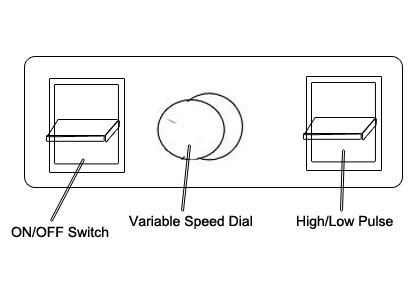 ON/OFF Switch
Variable Speed Dial
High/Low Pulse